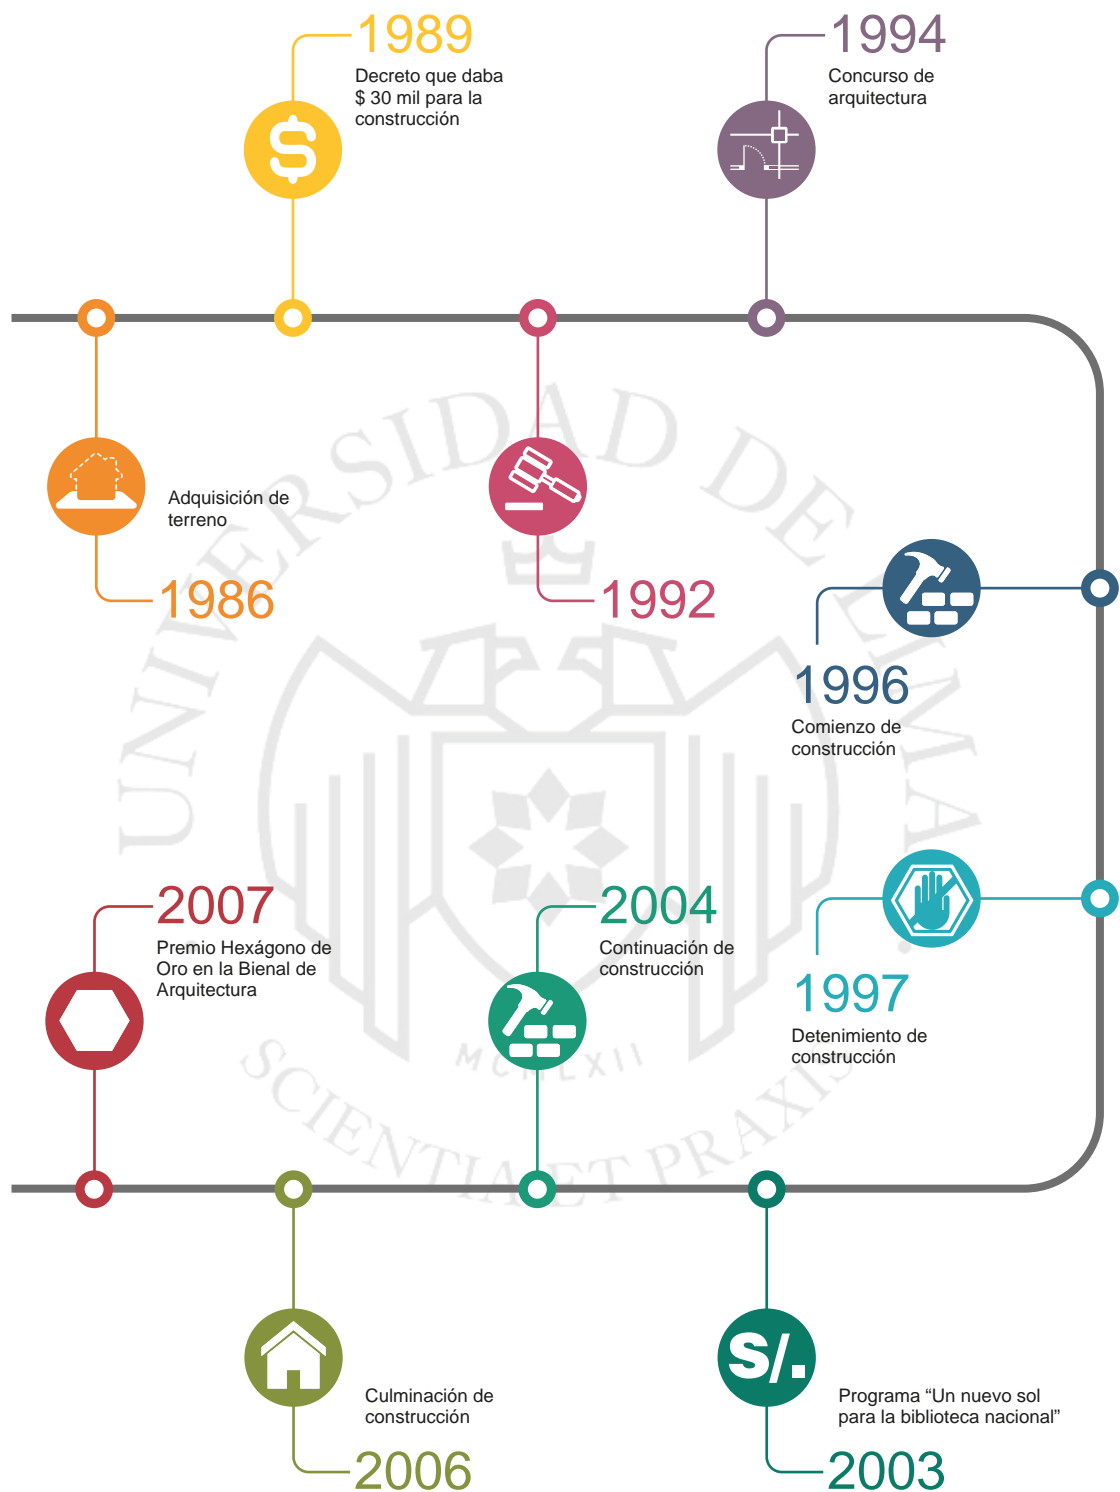 1989
Decreto que daba
$ 30 mil para la
construcción
1994
Concurso de
arquitectura
Adquisición de
terreno
1986
1992
1996
Comienzo de
construcción
1997
Detenimiento de
construcción
2007
Premio Hexágono de
Oro en la Bienal de
Arquitectura
2004
Continuación de
construcción
Culminación de
construcción
2006
S/.
Programa “Un nuevo sol
para la biblioteca nacional”
2003
UNIVERSIDAD DE LIMA
MCMLXII
SCIENTIA ET PRAXIS